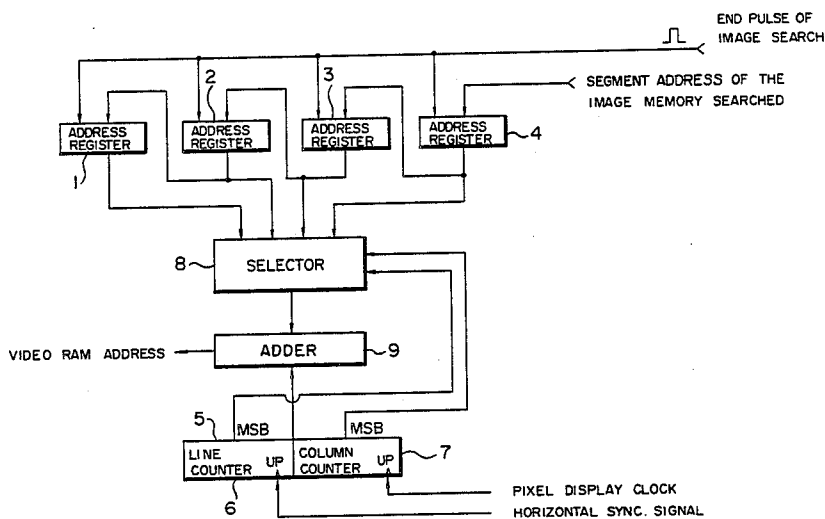 END PULSE OF
IMAGE SEARCH
SEGMENT ADDRESS OF THE
IMAGE MEMORY SEARCHED
2
3
ADDRESS
REGISTER
ADDRESS
REGISTER
ADDRESS
REGISTER
ADDRESS
REGISTER
1
4
8
SELECTOR
VIDEO RAM ADDRESS
ADDER
9
5
MSB
MSB
LINE
COUNTER
UP
COLUMN
COUNTER
UP
7
6
PIXEL DISPLAY CLOCK
HORIZONTAL SYNC. SIGNAL